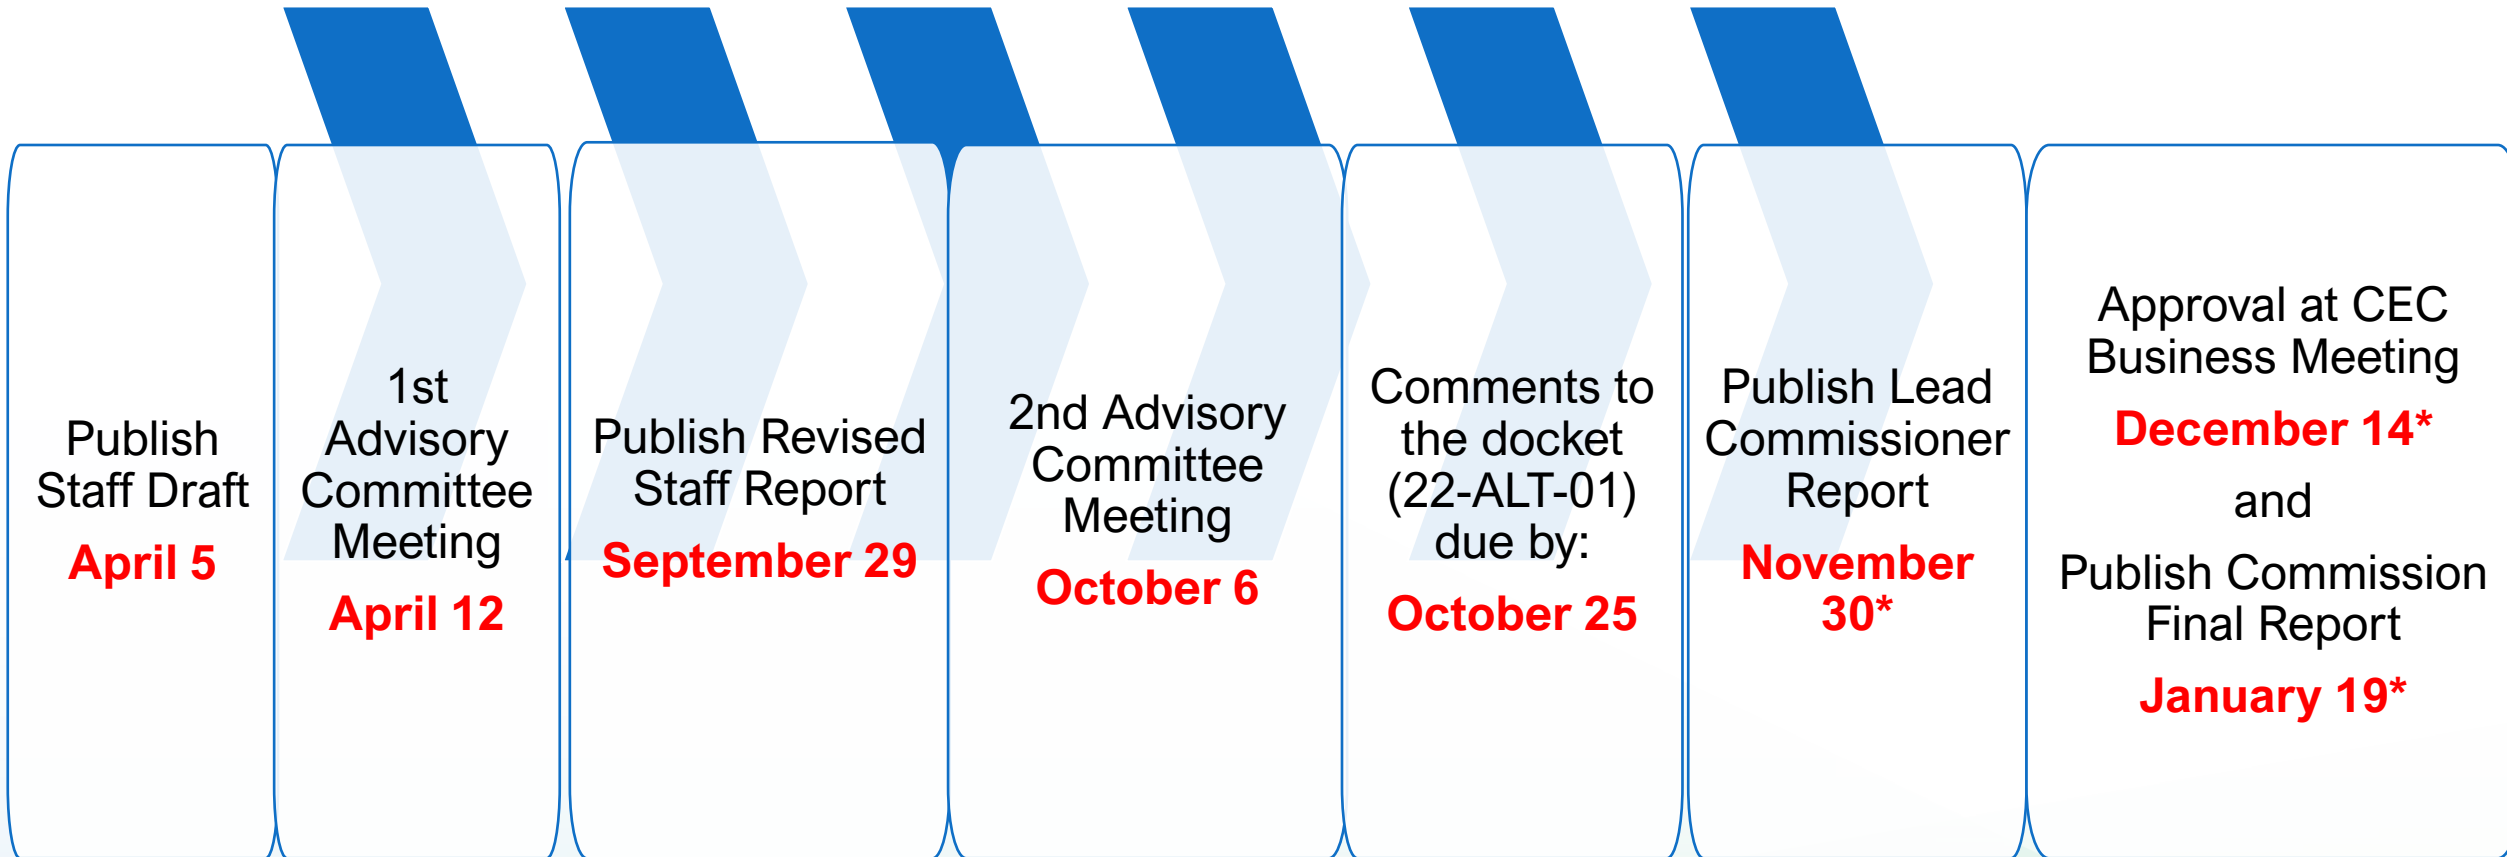 Publish
Staff Draft
April 5
1st
Advisory
Committee
Meeting
April 12
Publish Revised
Staff Report
September 29
2nd Advisory
Committee
Meeting
October 6
Comments to
the docket
(22-ALT-01)
due by:
October 25
Publish Lead
Commissioner
Report
November
30*
Approval at CEC
Business Meeting
December 14*
and
Publish Commission
Final Report
January 19*